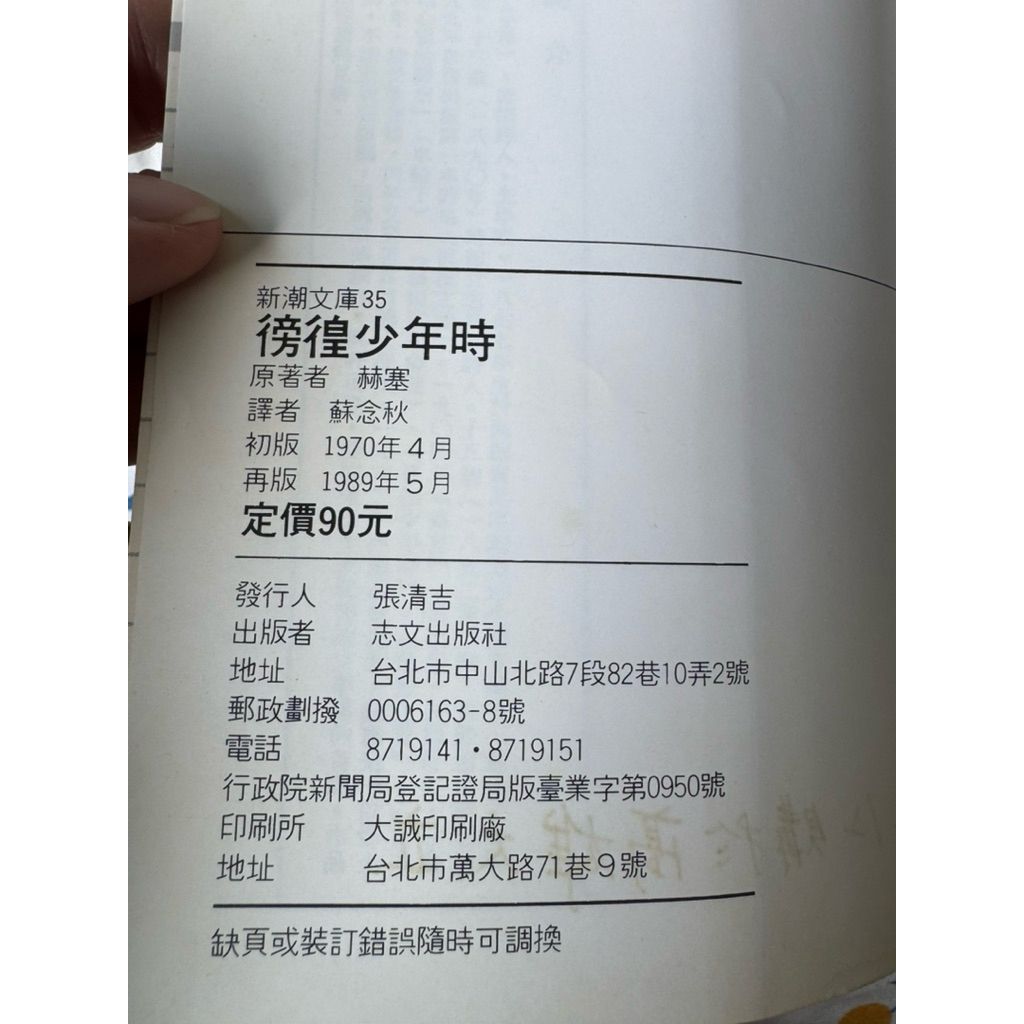 新潮文庫35
徬徨少年時
原著者 赫塞
譯者 蘇念秋
初版 1970年4月
再版 1989年5月
定價90元
發行人 張清吉
出版者 志文出版社
地址 台北市中山北路7段82巷10弄2號
郵政劃撥 0006163-8號
電話 8719141・8719151
行政院新聞局登記證局版臺業字第0950號
印刷所 大誠印刷廠
地址 台北市萬大路71巷9號
缺頁或裝訂錯誤隨時可調換